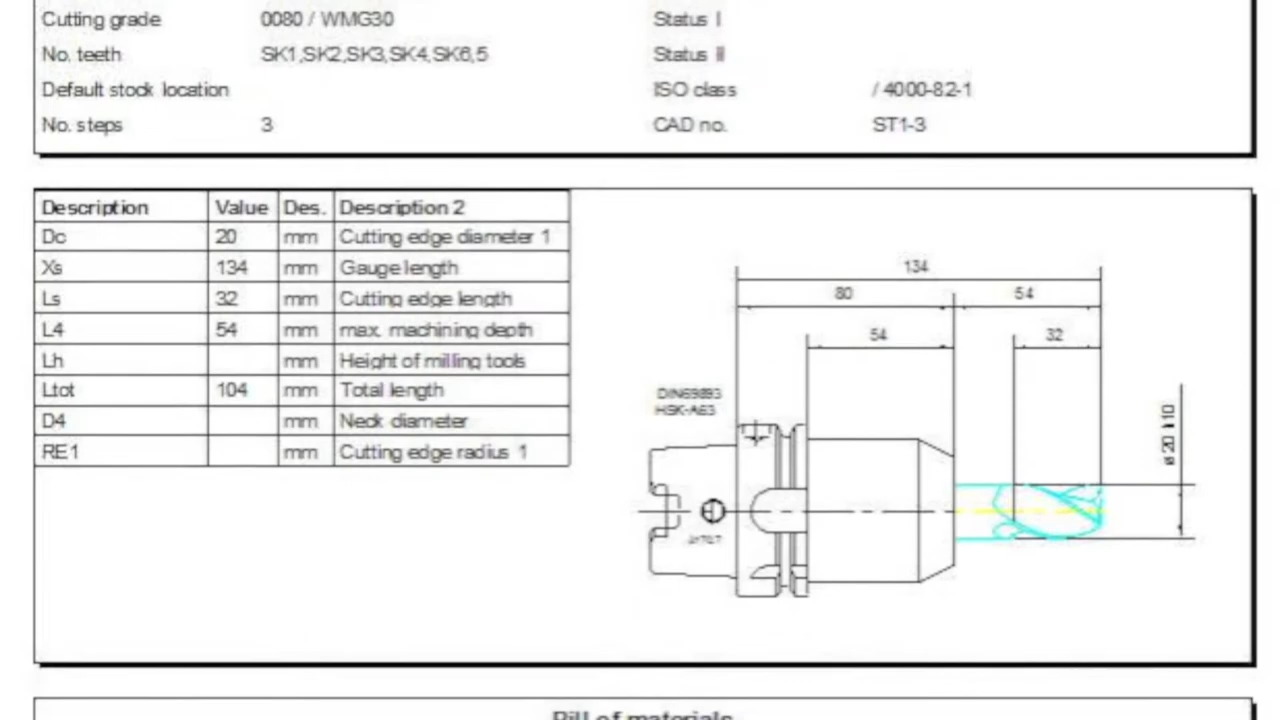 Cutting grade 0080 / WMG30 Status I
No. teeth SK1,SK2,SK3,SK4,SK6,5 Status II
Default stock location ISO class / 4000-82-1
No. steps 3 CAD no. ST1-3
Description Value Des. Description 2
Dc 20 mm Cutting edge diameter 1
Xs 134 mm Gauge length
Ls 32 mm Cutting edge length
L4 54 mm max. machining depth
Lh mm Height of milling tools
Ltot 104 mm Total length
D4 mm Neck diameter
RE1 mm Cutting edge radius 1
134
80 54
54 32
DIN69893
HSK-A63
ø 20 h10
Bill of materials